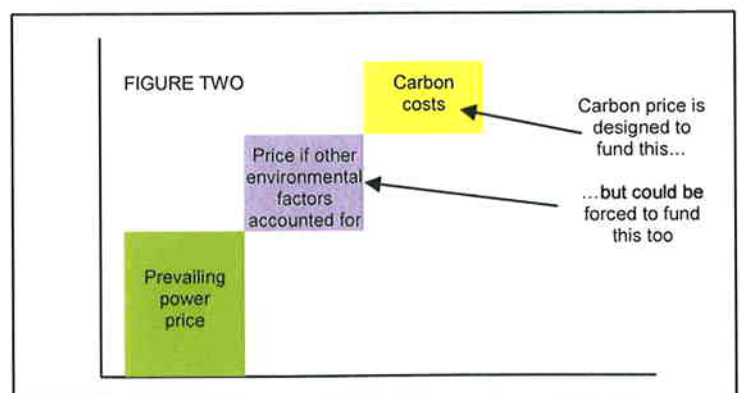 FIGURE TWO
Carbon
costs
Carbon price is
designed to
fund this...
Price if other
environmental
factors
accounted for
...but could be
forced to fund
this too
Prevailing
power
price